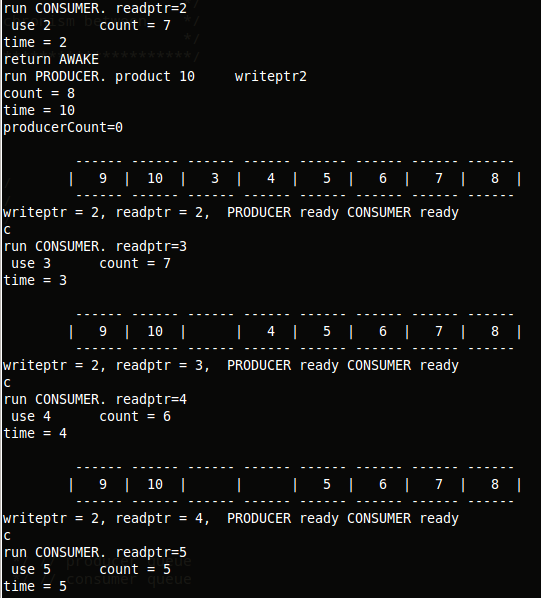 run CONSUMER. readptr=2
 use 2      count = 7
time = 2
return AWAKE
run PRODUCER. product 10     writeptr2
count = 8
time = 10
producerCount=0
         ------ ------ ------ ------ ------ ------ ------ ------
        |   9  |  10  |   3  |   4  |   5  |   6  |   7  |   8  |
         ------ ------ ------ ------ ------ ------ ------ ------
writeptr = 2, readptr = 2,  PRODUCER ready CONSUMER ready
c
run CONSUMER. readptr=3
 use 3      count = 7
time = 3
         ------ ------ ------ ------ ------ ------ ------ ------
        |   9  |  10  |      |   4  |   5  |   6  |   7  |   8  |
         ------ ------ ------ ------ ------ ------ ------ ------
writeptr = 2, readptr = 3,  PRODUCER ready CONSUMER ready
c
run CONSUMER. readptr=4
 use 4      count = 6
time = 4
         ------ ------ ------ ------ ------ ------ ------ ------
        |   9  |  10  |      |      |   5  |   6  |   7  |   8  |
         ------ ------ ------ ------ ------ ------ ------ ------
writeptr = 2, readptr = 4,  PRODUCER ready CONSUMER ready
c
run CONSUMER. readptr=5
 use 5      count = 5
time = 5